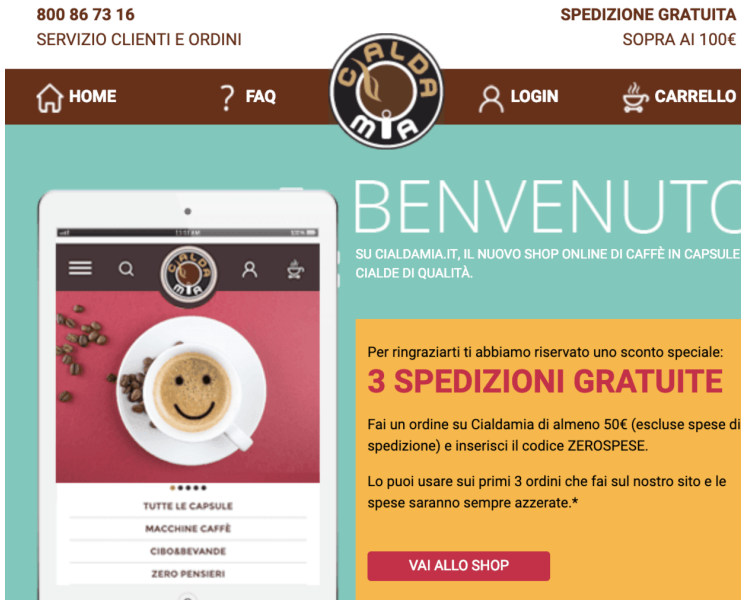 800 86 73 16
SERVIZIO CLIENTI E ORDINI
SPEDIZIONE GRATUITA
SOPRA AI 100€
HOME
FAQ
CIALDA
MIA
LOGIN
CARRELLO
BENVENUTO
SU CIALDAMIA.IT, IL NUOVO SHOP ONLINE DI CAFFÈ IN CAPSULE
CIALDE DI QUALITÀ.
11:11 AM
CIALDA
MIA
TUTTE LE CAPSULE
MACCHINE CAFFÈ
CIBO&BEVANDE
ZERO PENSIERI
Per ringraziarti ti abbiamo riservato uno sconto speciale:
3 SPEDIZIONI GRATUITE
Fai un ordine su Cialdamia di almeno 50€ (escluse spese di
spedizione) e inserisci il codice ZEROSPESE.
Lo puoi usare sui primi 3 ordini che fai sul nostro sito e le
spese saranno sempre azzerate.*
VAI ALLO SHOP